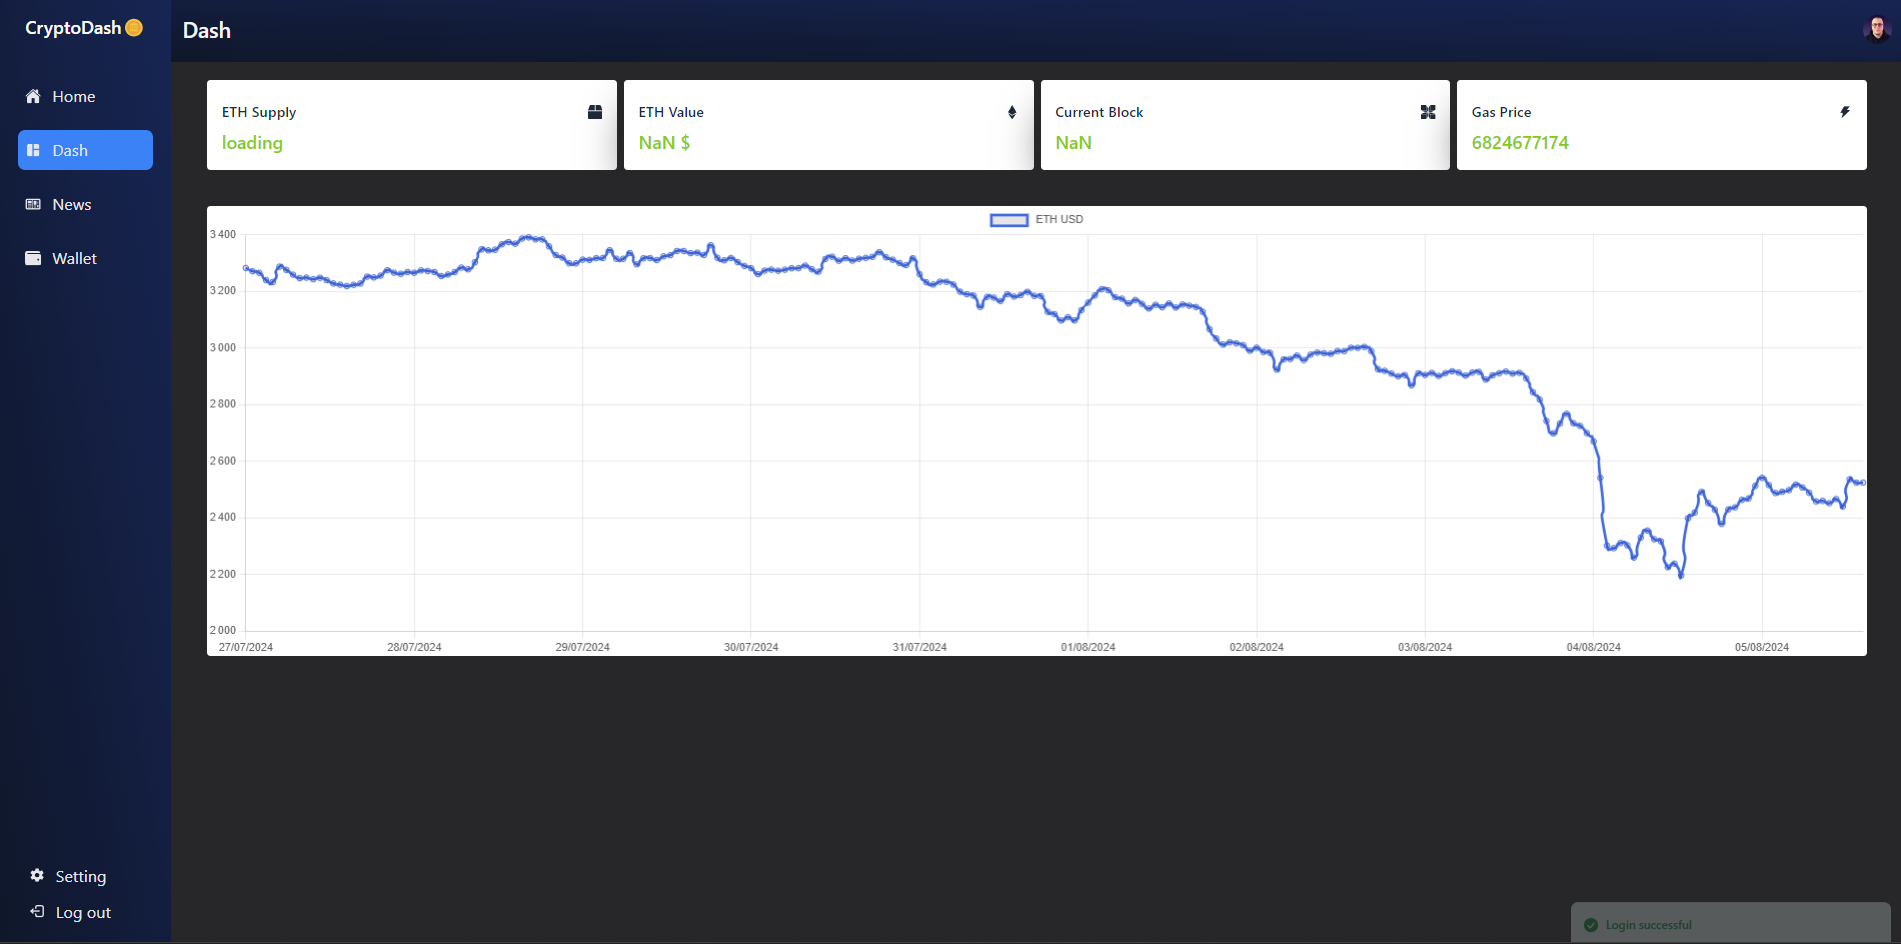 CryptoDash
Dash
Home
Dash
News
Wallet
Setting
Log out
ETH Supply
loading
ETH Value
NaN $
Current Block
NaN
Gas Price
6824677174
ETH USD
3 400
3 200
3 000
2 800
2 600
2 400
2 200
2 000
27/07/2024 28/07/2024 29/07/2024 30/07/2024 31/07/2024 01/08/2024 02/08/2024 03/08/2024 04/08/2024 05/08/2024
Login successful